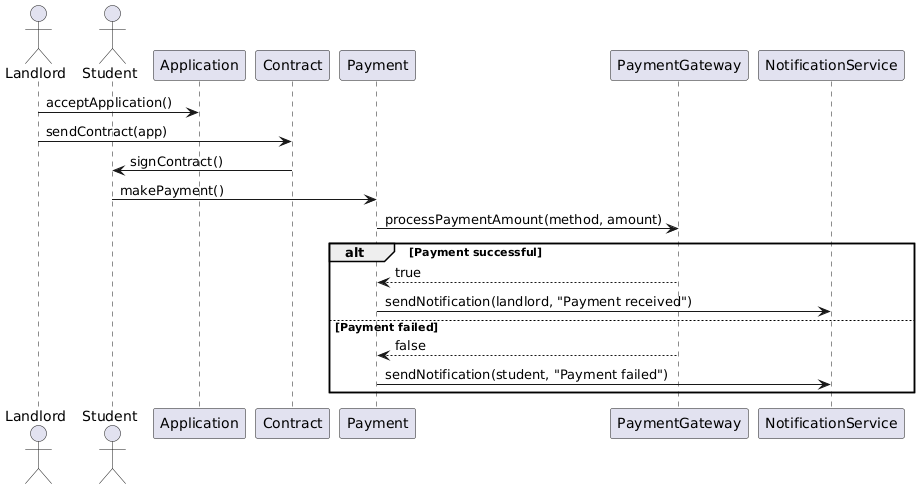 Landlord Student Application Contract Payment PaymentGateway NotificationService
acceptApplication()
sendContract(app)
signContract()
makePayment()
processPaymentAmount(method, amount)
alt [Payment successful]
true
sendNotification(landlord, "Payment received")
[Payment failed]
false
sendNotification(student, "Payment failed")
Landlord Student Application Contract Payment PaymentGateway NotificationService